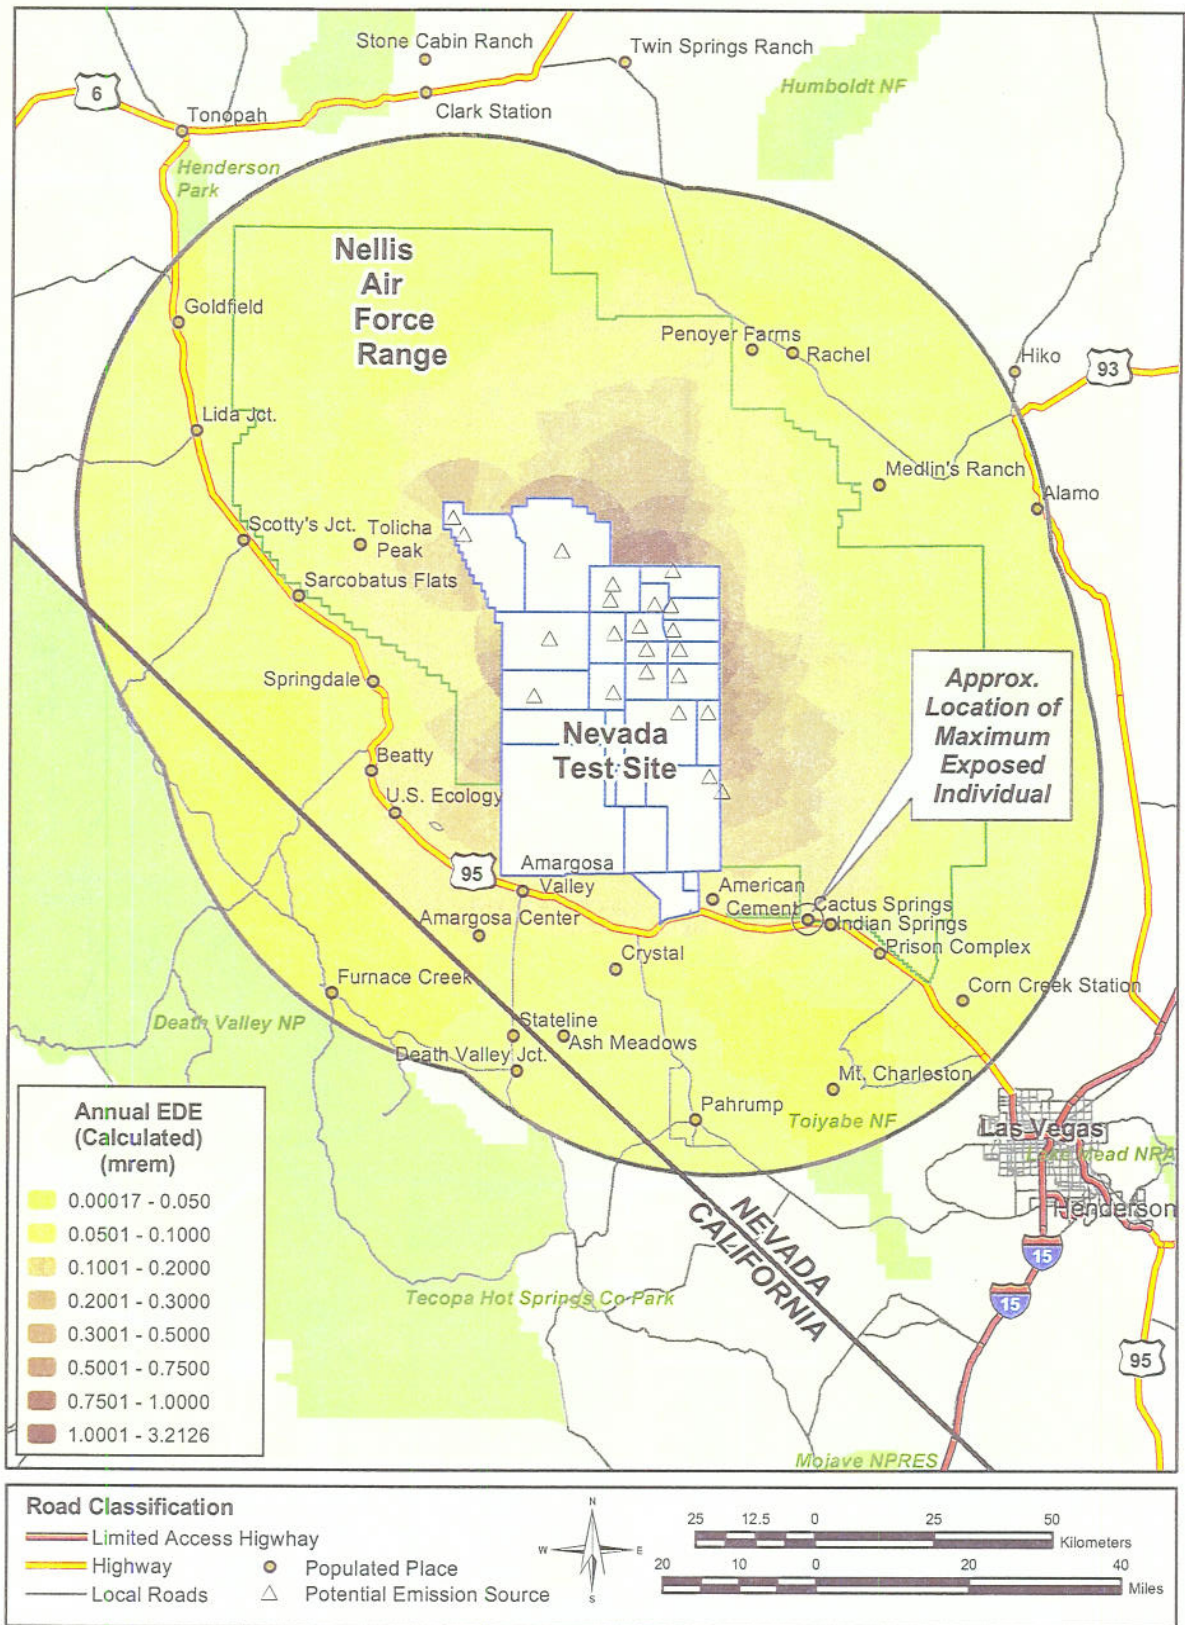 Stone Cabin Ranch
Twin Springs Ranch
Humboldt NF
6
Clark Station
Tonopah
Henderson
Park
Nellis
Air
Force
Range
Goldfield
Penoyer Farms
Rachel
Hiko
93
Lida Jct.
Medlin's Ranch
Alamo
Scotty's Jct.
Tolicha
Peak
Sarcobatus Flats
Springdale
Approx.
Location of
Maximum
Exposed
Individual
Nevada
Test Site
Beatty
U.S. Ecology
95
Amargosa
Valley
American
Cement
Cactus Springs
Indian Springs
Amargosa Center
Prison Complex
Crystal
Furnace Creek
Corn Creek Station
Death Valley NP
Stateline
Ash Meadows
Death Valley Jct.
Mt. Charleston
Pahrump
Toiyabe NF
Las Vegas
Lake Mead NRA
Henderson
NEVADA
CALIFORNIA
15
15
Tecopa Hot Springs Co Park
95
Mojave NPRES
Annual EDE
(Calculated)
(mrem)
0.00017 - 0.050
0.0501 - 0.1000
0.1001 - 0.2000
0.2001 - 0.3000
0.3001 - 0.5000
0.5001 - 0.7500
0.7501 - 1.0000
1.0001 - 3.2126
Road Classification
Limited Access Higwhay
Highway
Local Roads
Populated Place
Potential Emission Source
N
W E
S
25 12.5 0 25 50
Kilometers
20 10 0 20 40
Miles